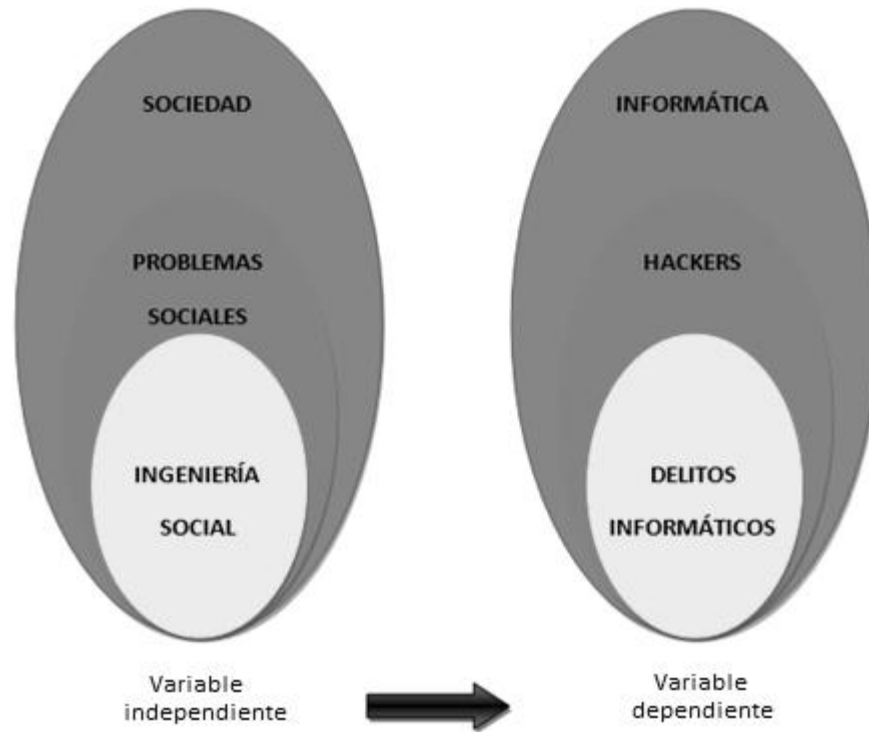 SOCIEDAD
PROBLEMAS
SOCIALES
INGENIERÍA
SOCIAL
Variable
independiente
INFORMÁTICA
HACKERS
DELITOS
INFORMÁTICOS
Variable
dependiente